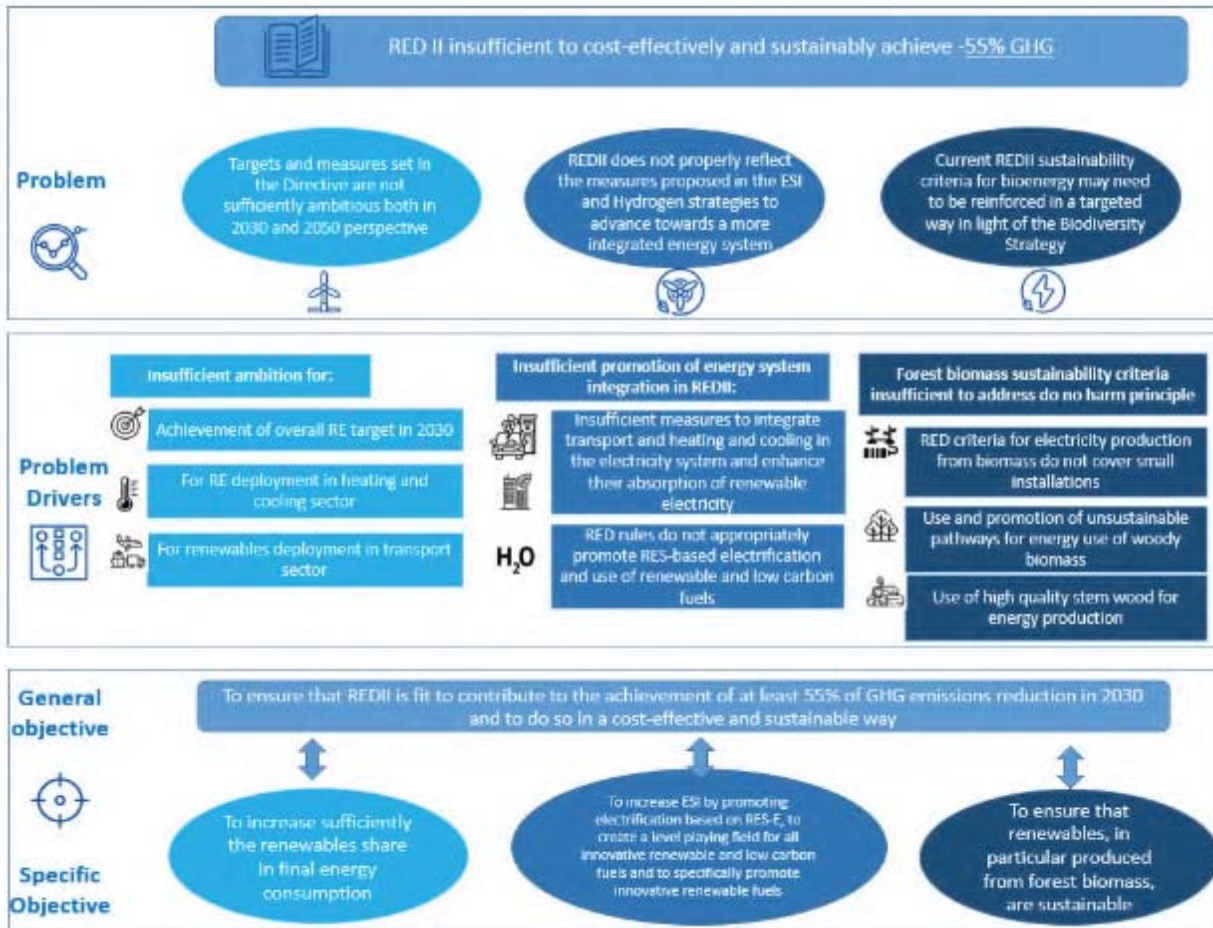 RED II insufficient to cost-effectively and sustainably achieve -55% GHG
Problem
Targets and measures set in
the Directive are not
sufficiently ambitious both in
2030 and 2050 perspective
REDII does not properly reflect
the measures proposed in the ESI
and Hydrogen strategies to
advance towards a more
integrated energy system
Current REDII sustainability
criteria for bioenergy may need
to be reinforced in a targeted
way in light of the Biodiversity
Strategy
Problem
Drivers
Insufficient ambition for:
Achievement of overall RE target in 2030
For RE deployment in heating and
cooling sector
For renewables deployment in transport
sector
Insufficient promotion of energy system
integration in REDII:
Insufficient measures to integrate
transport and heating and cooling in
the electricity system and enhance
their absorption of renewable
electricity
H₂O
RED rules do not appropriately
promote RES-based electrification
and use of renewable and low carbon
fuels
Forest biomass sustainability criteria
insufficient to address do no harm principle
RED criteria for electricity production
from biomass do not cover small
installations
Use and promotion of unsustainable
pathways for energy use of woody
biomass
Use of high quality stem wood for
energy production
General
objective
To ensure that REDII is fit to contribute to the achievement of at least 55% of GHG emissions reduction in 2030
and to do so in a cost-effective and sustainable way
Specific
Objective
To increase sufficiently
the renewables share
in final energy
consumption
To increase ESI by promoting
electrification based on RES-E, to
create a level playing field for all
innovative renewable and low carbon
fuels and to specifically promote
innovative renewable fuels
To ensure that
renewables, in
particular produced
from forest biomass,
are sustainable